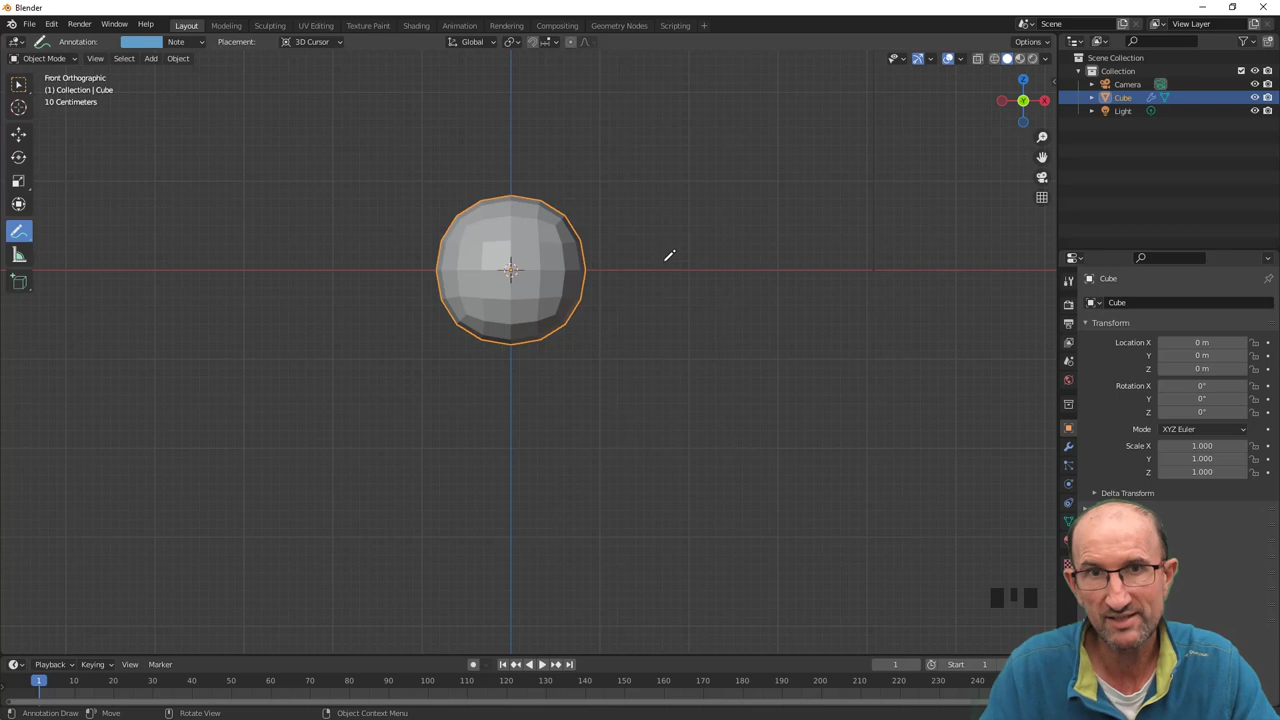 Blender
File Edit Render Window Help Layout Modeling Sculpting UV Editing Texture Paint Shading Animation Rendering Compositing Geometry Nodes Scripting + Scene View Layer
Annotation: Note Placement: 3D Cursor Global Options
Object Mode View Select Add Object
Front Orthographic
(1) Collection | Cube
10 Centimeters
Z
Y
X
Scene Collection
Collection
Camera
Cube
Light
Cube
Cube
Transform
Location X 0 m
Y 0 m
Z 0 m
Rotation X 0°
Y 0°
Z 0°
Mode XYZ Euler
Scale X 1.000
Y 1.000
Z 1.000
Delta Transform
Playback Keying View Marker 1 Start 1
1 10 20 30 40 50 60 70 80 90 100 110 120 130 140 150 160 170 180 190 200 210 220 230 240
Annotation Draw Move Rotate View Object Context Menu